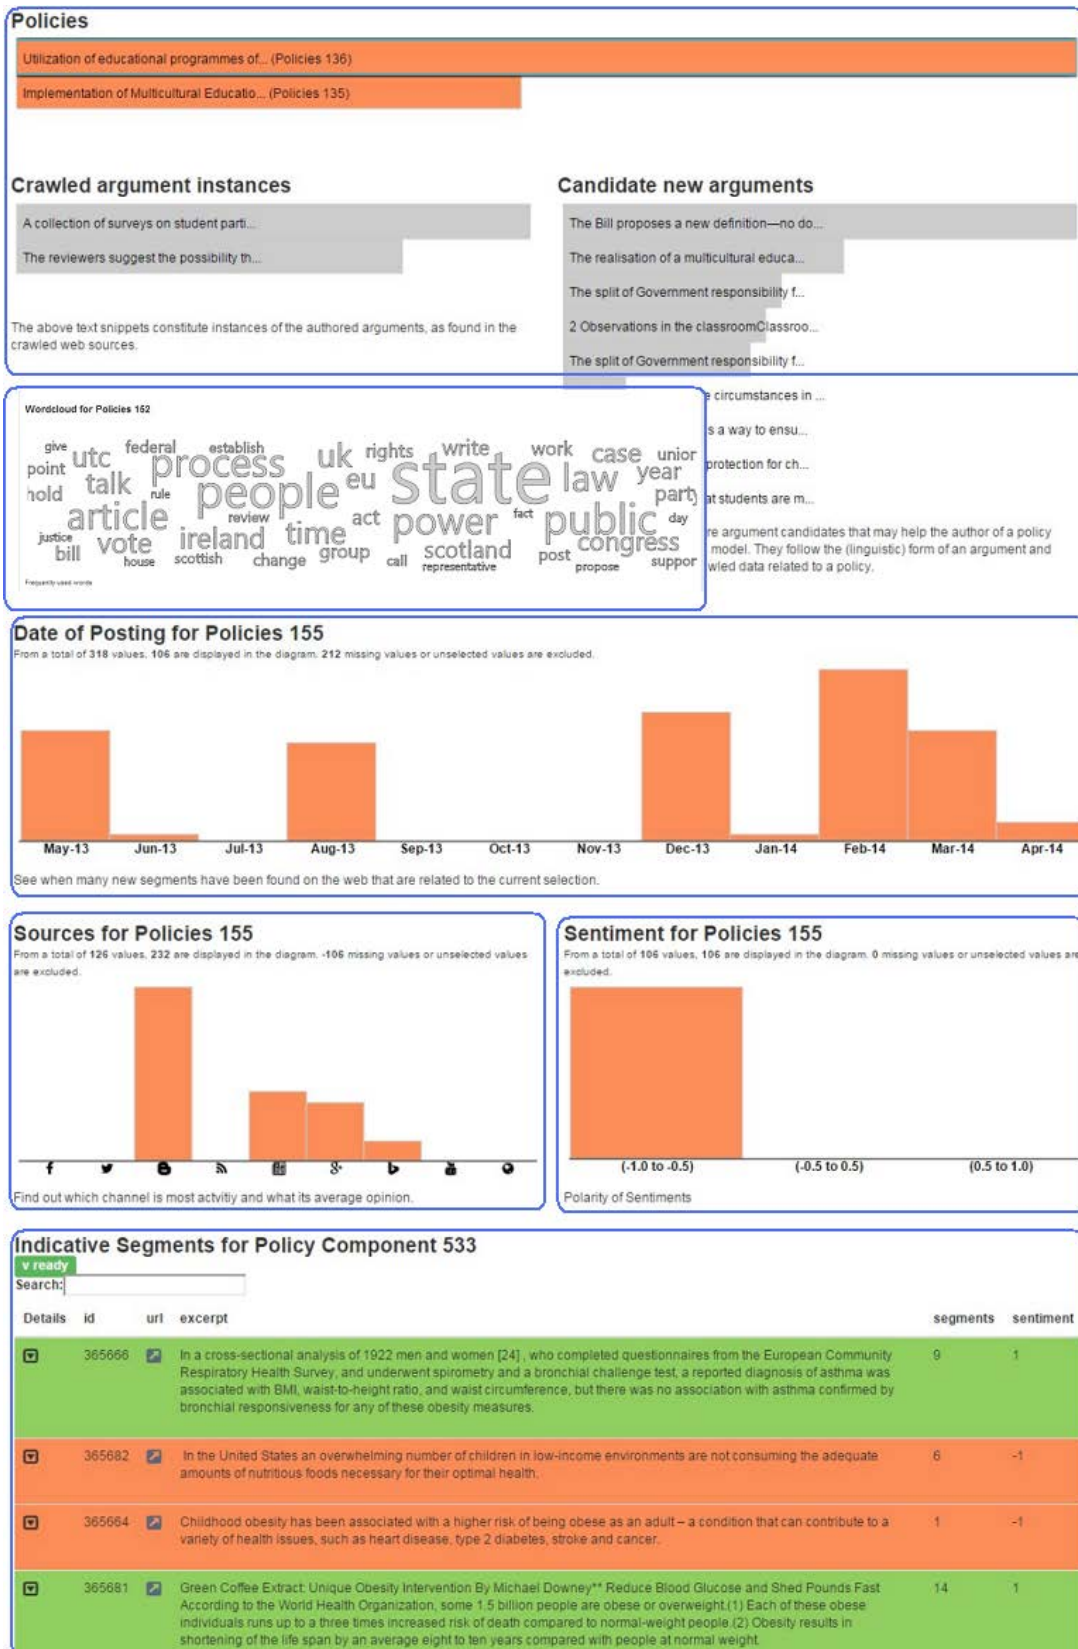 Policies
Utilization of educational programmes of... (Policies 136)
Implementation of Multicultural Educatio... (Policies 135)
Crawled argument instances
A collection of surveys on student parti...
The reviewers suggest the possibility th...
The above text snippets constitute instances of the authored arguments, as found in the
crawled web sources.
Candidate new arguments
The Bill proposes a new definition—no do...
The realisation of a multicultural educa...
The split of Government responsibility f...
2 Observations in the classroomClassroo...
The split of Government responsibility f...
circumstances in ...
s a way to ensu...
protection for ch...
at students are m...
re argument candidates that may help the author of a policy
model. They follow the (linguistic) form of an argument and
wled data related to a policy.
Wordcloud for Policies 152
give utc federal establish uk rights write work case unior
point process eu state law year
hold talk rule people party
article review time act power fact public day
justice vote ireland congress
bill house scottish change group call scotland representative post propose suppor
Frequently used words
Date of Posting for Policies 155
From a total of 318 values, 106 are displayed in the diagram. 212 missing values or unselected values are excluded.
May-13 Jun-13 Jul-13 Aug-13 Sep-13 Oct-13 Nov-13 Dec-13 Jan-14 Feb-14 Mar-14 Apr-14
See when many new segments have been found on the web that are related to the current selection.
Sources for Policies 155
From a total of 126 values, 232 are displayed in the diagram. -106 missing values or unselected values
are excluded.
Find out which channel is most actvitiy and what its average opinion.
Sentiment for Policies 155
From a total of 106 values, 106 are displayed in the diagram. 0 missing values or unselected values are
excluded.
(-1.0 to -0.5) (-0.5 to 0.5) (0.5 to 1.0)
Polarity of Sentiments
Indicative Segments for Policy Component 533
v ready
Search:
Details id url excerpt segments sentiment
365666 In a cross-sectional analysis of 1922 men and women [24] , who completed questionnaires from the European Community 9 1
Respiratory Health Survey, and underwent spirometry and a bronchial challenge test, a reported diagnosis of asthma was
associated with BMI, waist-to-height ratio, and waist circumference, but there was no association with asthma confirmed by
bronchial responsiveness for any of these obesity measures.
365682 In the United States an overwhelming number of children in low-income environments are not consuming the adequate 6 -1
amounts of nutritious foods necessary for their optimal health.
365664 Childhood obesity has been associated with a higher risk of being obese as an adult – a condition that can contribute to a 1 -1
variety of health issues, such as heart disease, type 2 diabetes, stroke and cancer.
365681 Green Coffee Extract: Unique Obesity Intervention By Michael Downey** Reduce Blood Glucose and Shed Pounds Fast 14 1
According to the World Health Organization, some 1.5 billion people are obese or overweight.(1) Each of these obese
individuals runs up to a three times increased risk of death compared to normal-weight people.(2) Obesity results in
shortening of the life span by an average eight to ten years compared with people at normal weight.